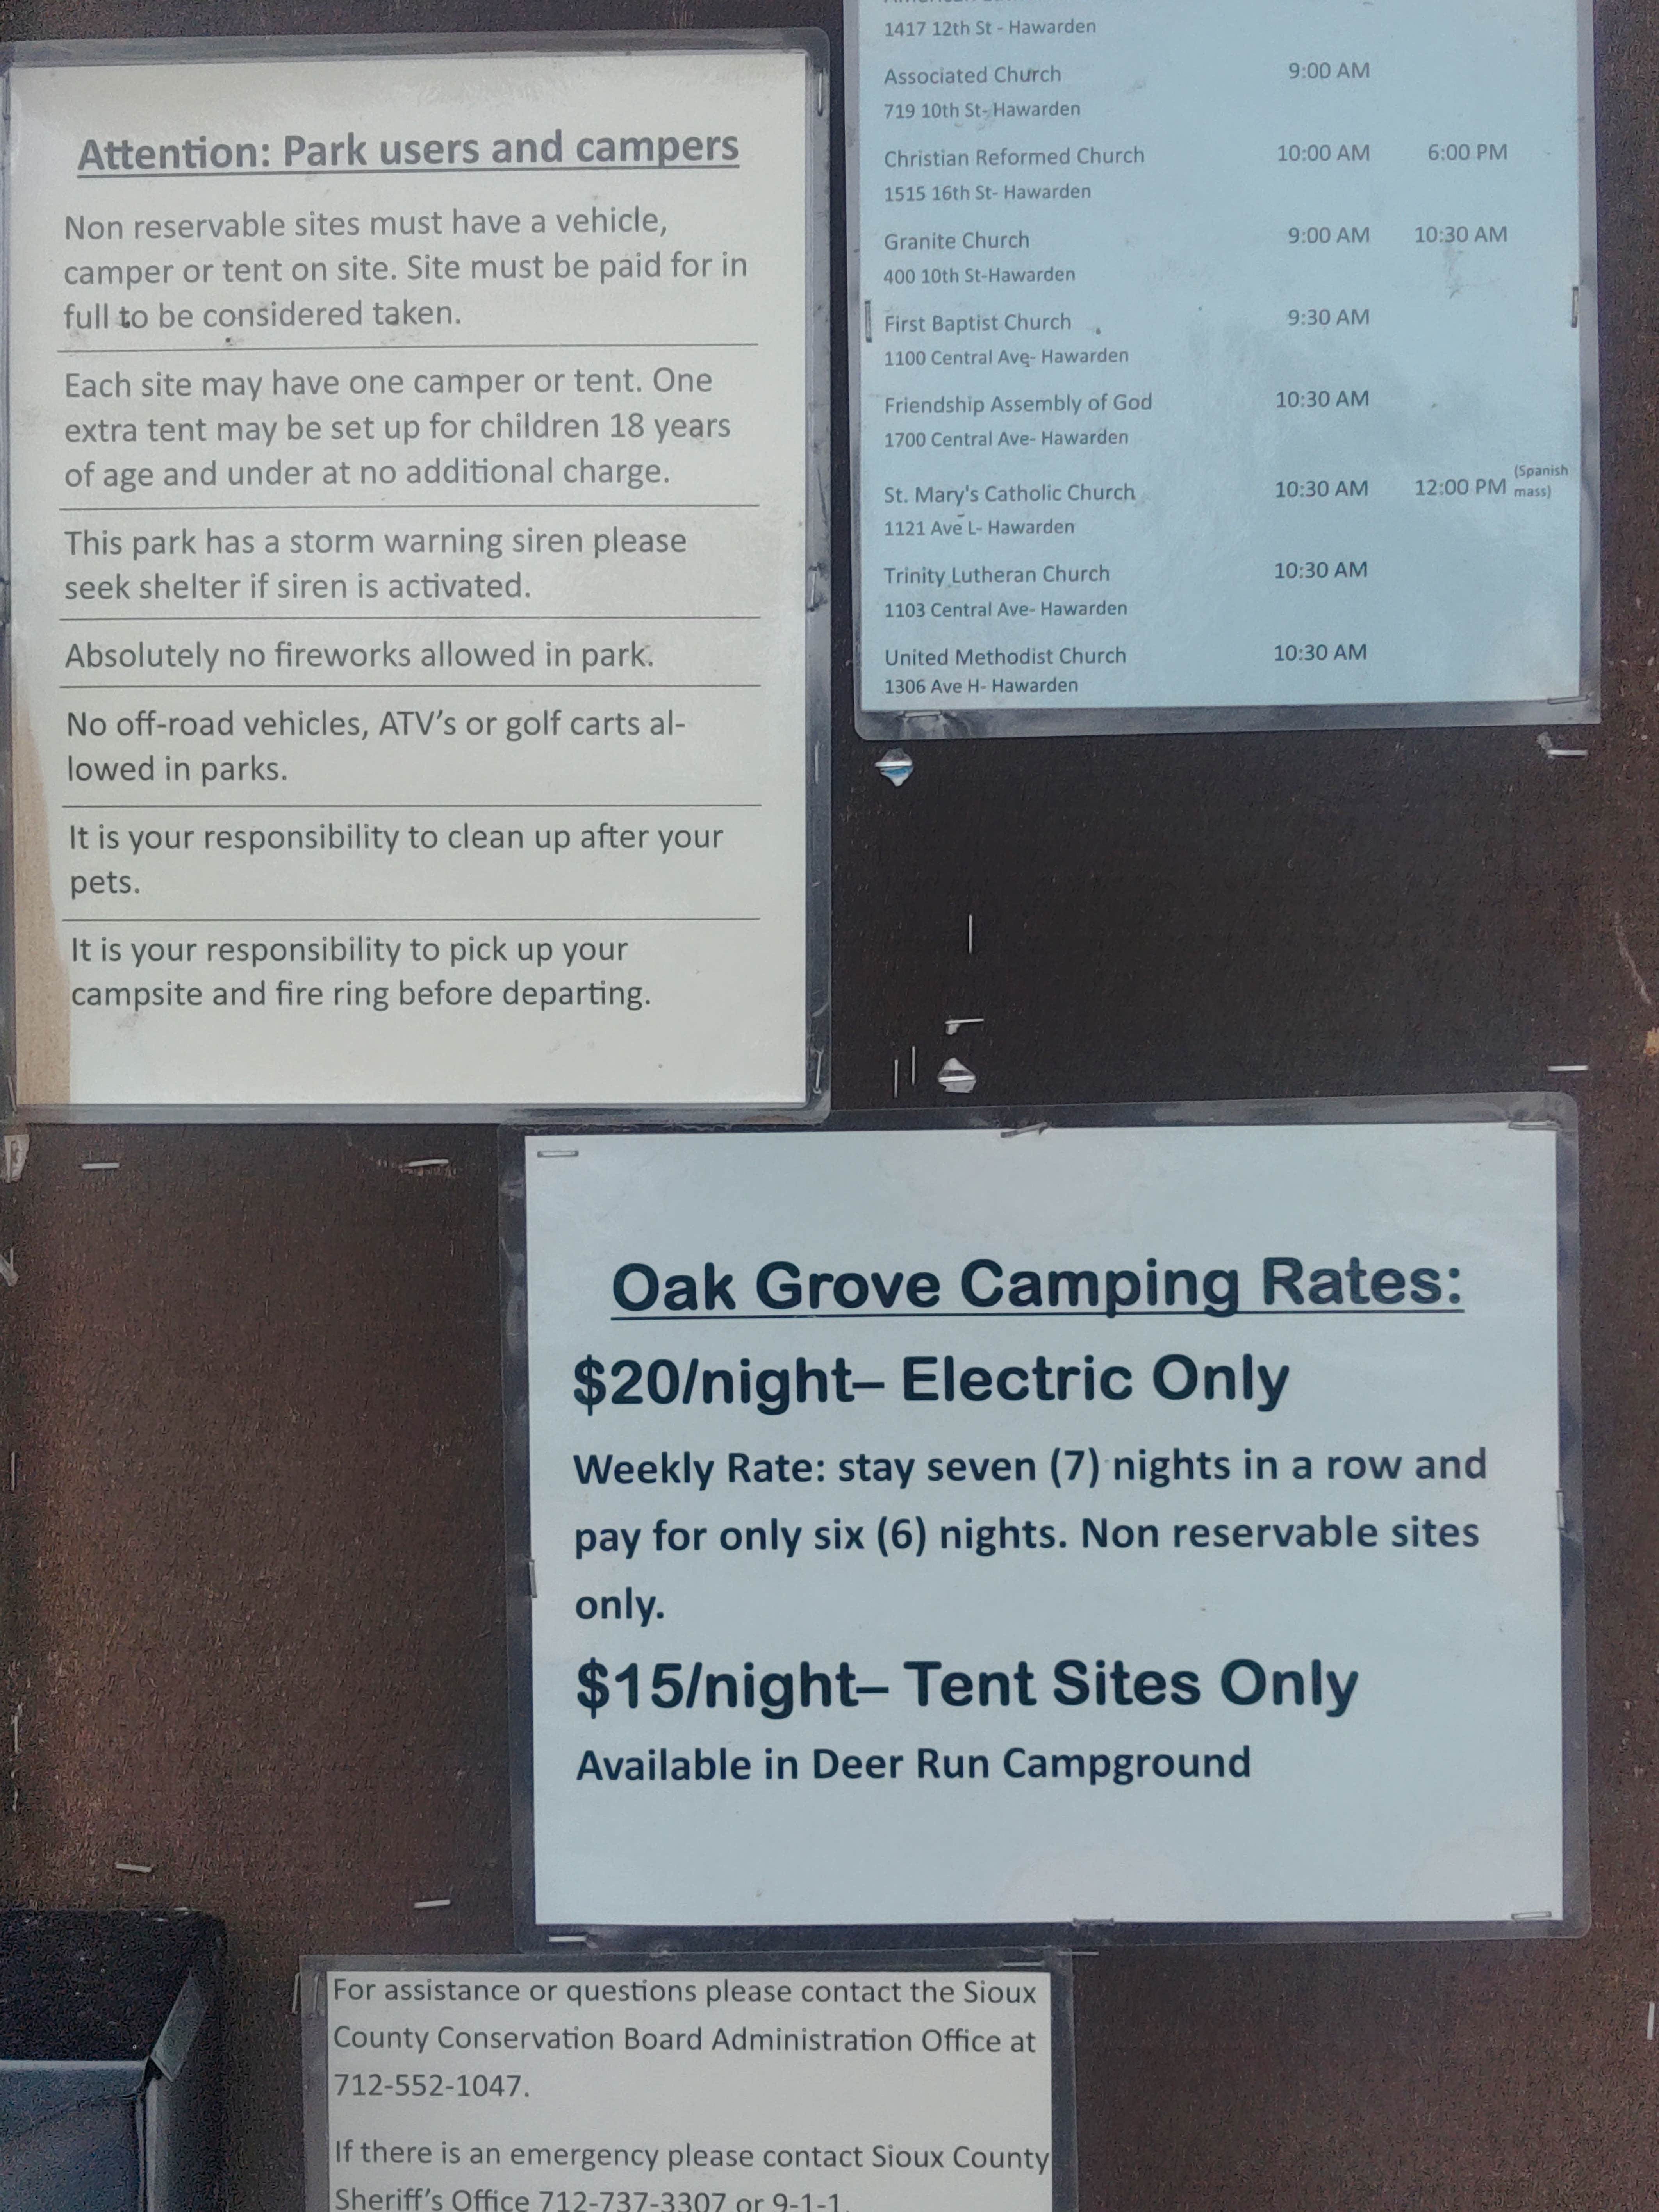 Attention: Park users and campers
Non reservable sites must have a vehicle,
camper or tent on site. Site must be paid for in
full to be considered taken.
Each site may have one camper or tent. One
extra tent may be set up for children 18 years
of age and under at no additional charge.
This park has a storm warning siren please
seek shelter if siren is activated.
Absolutely no fireworks allowed in park.
No off-road vehicles, ATV's or golf carts al-
lowed in parks.
It is your responsibility to clean up after your
pets.
It is your responsibility to pick up your
campsite and fire ring before departing.
1417 12th St - Hawarden
Associated Church 9:00 AM
719 10th St- Hawarden
Christian Reformed Church 10:00 AM 6:00 PM
1515 16th St- Hawarden
Granite Church 9:00 AM 10:30 AM
400 10th St-Hawarden
First Baptist Church 9:30 AM
1100 Central Ave- Hawarden
Friendship Assembly of God 10:30 AM
1700 Central Ave- Hawarden
St. Mary's Catholic Church 10:30 AM 12:00 PM (Spanish mass)
1121 Ave L- Hawarden
Trinity Lutheran Church 10:30 AM
1103 Central Ave- Hawarden
United Methodist Church 10:30 AM
1306 Ave H- Hawarden
Oak Grove Camping Rates:
$20/night– Electric Only
Weekly Rate: stay seven (7) nights in a row and
pay for only six (6) nights. Non reservable sites
only.
$15/night– Tent Sites Only
Available in Deer Run Campground
For assistance or questions please contact the Sioux
County Conservation Board Administration Office at
712-552-1047.
If there is an emergency please contact Sioux County
Sheriff's Office 712-737-3307 or 9-1-1.